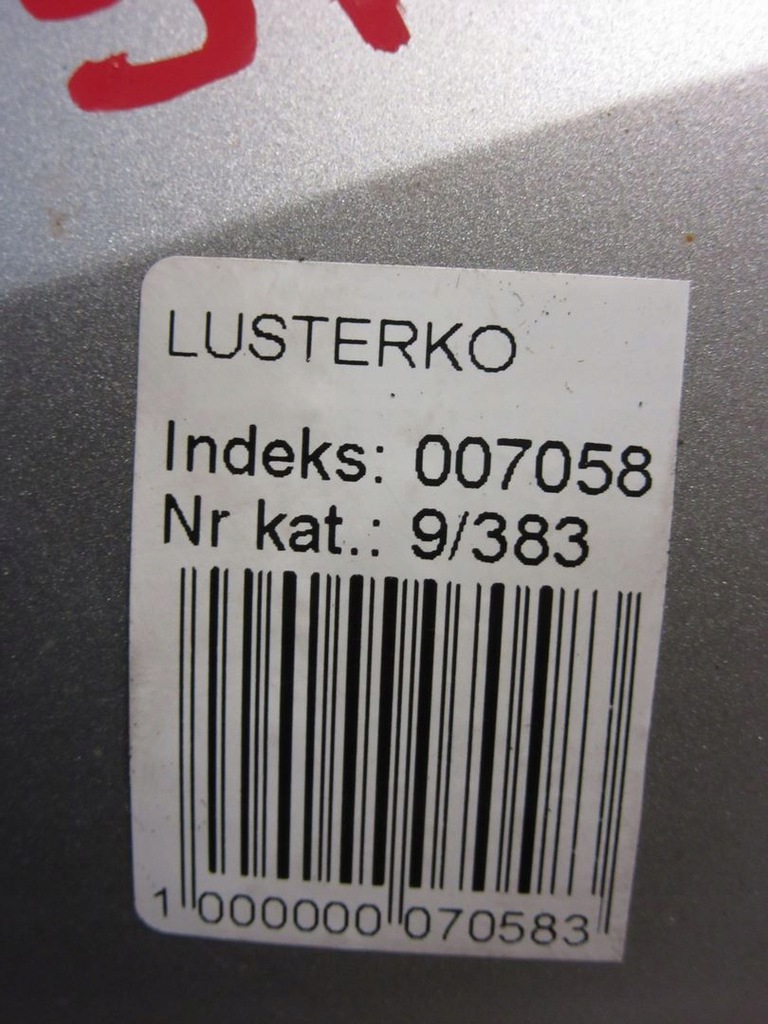 LUSTERKO
Indeks: 007058
Nr kat.: 9/383
1 000000 070583